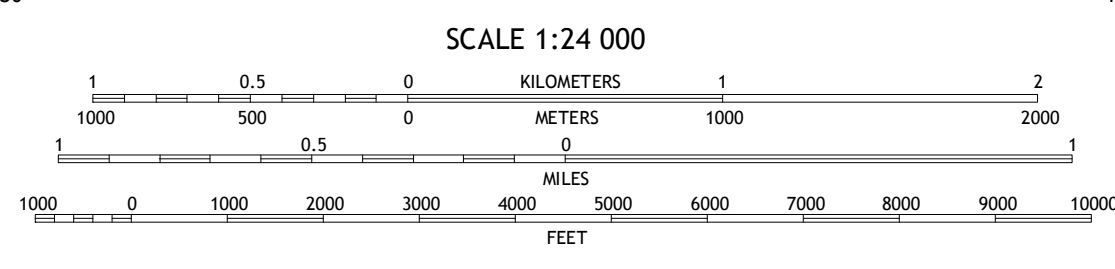 SCALE 1:24 000
1 0.5 0 KILOMETERS 1 2
1000 500 0 METERS 1000 2000
1 0.5 0 1
MILES
1000 0 1000 2000 3000 4000 5000 6000 7000 8000 9000 10000
FEET